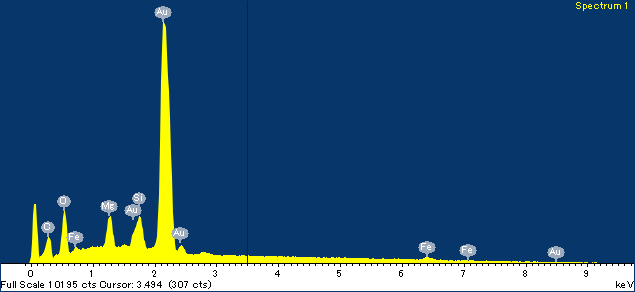 Spectrum 1
Au
O
Mg
Si
Au
C
Fe
Au
Fe
Fe
Au
0 1 2 3 4 5 6 7 8 9
Full Scale 10195 cts Cursor: 3.494 (307 cts) keV